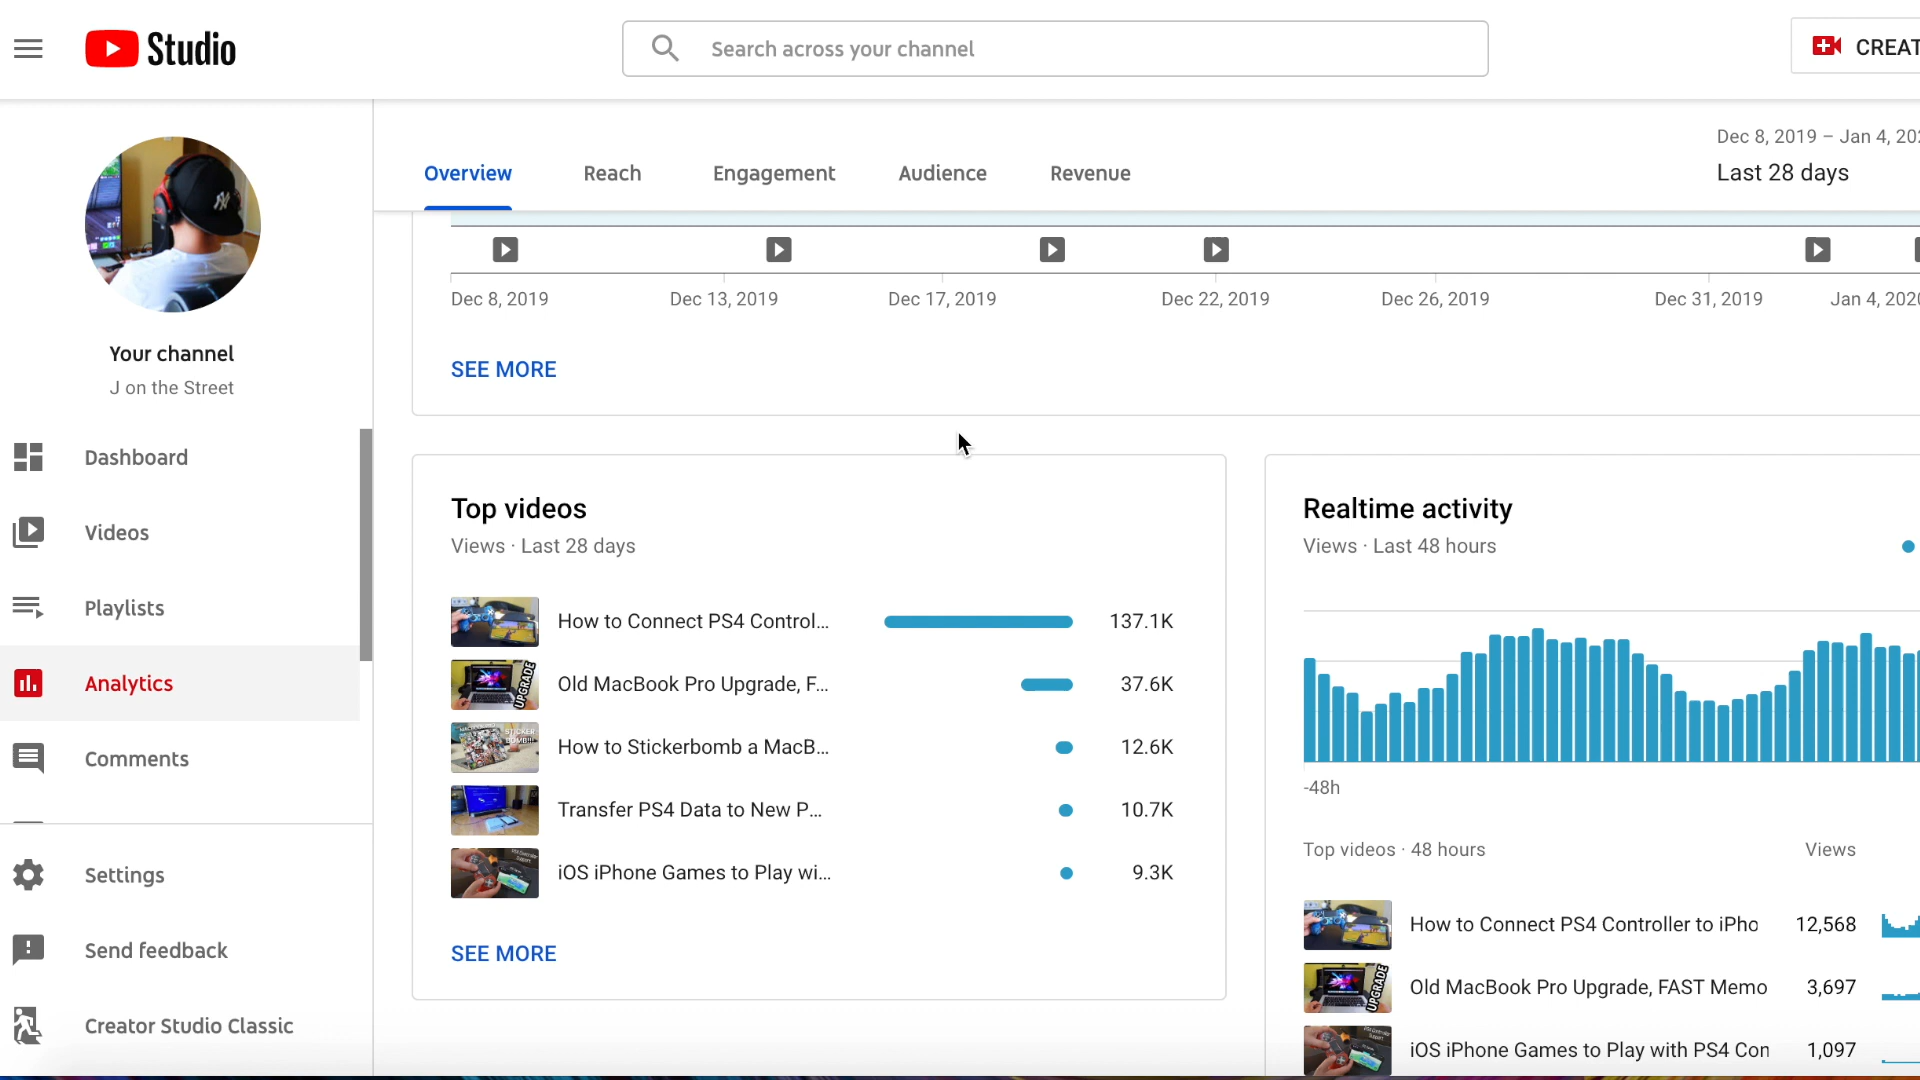 Studio
Search across your channel
CREAT
Your channel
J on the Street
Dashboard
Videos
Playlists
Analytics
Comments
Settings
Send feedback
Creator Studio Classic
Overview Reach Engagement Audience Revenue
Dec 8, 2019 – Jan 4, 202
Last 28 days
Dec 8, 2019 Dec 13, 2019 Dec 17, 2019 Dec 22, 2019 Dec 26, 2019 Dec 31, 2019 Jan 4, 2020
SEE MORE
Top videos
Views · Last 28 days
How to Connect PS4 Control... 137.1K
UPGRADE
Old MacBook Pro Upgrade, F... 37.6K
STICKER
BOMB
How to Stickerbomb a MacB... 12.6K
Transfer PS4 Data to New P... 10.7K
iOS iPhone Games to Play wi... 9.3K
SEE MORE
Realtime activity
Views · Last 48 hours
-48h
Top videos · 48 hours Views
How to Connect PS4 Controller to iPho 12,568
UPGRADE
Old MacBook Pro Upgrade, FAST Memo 3,697
iOS iPhone Games to Play with PS4 Con 1,097